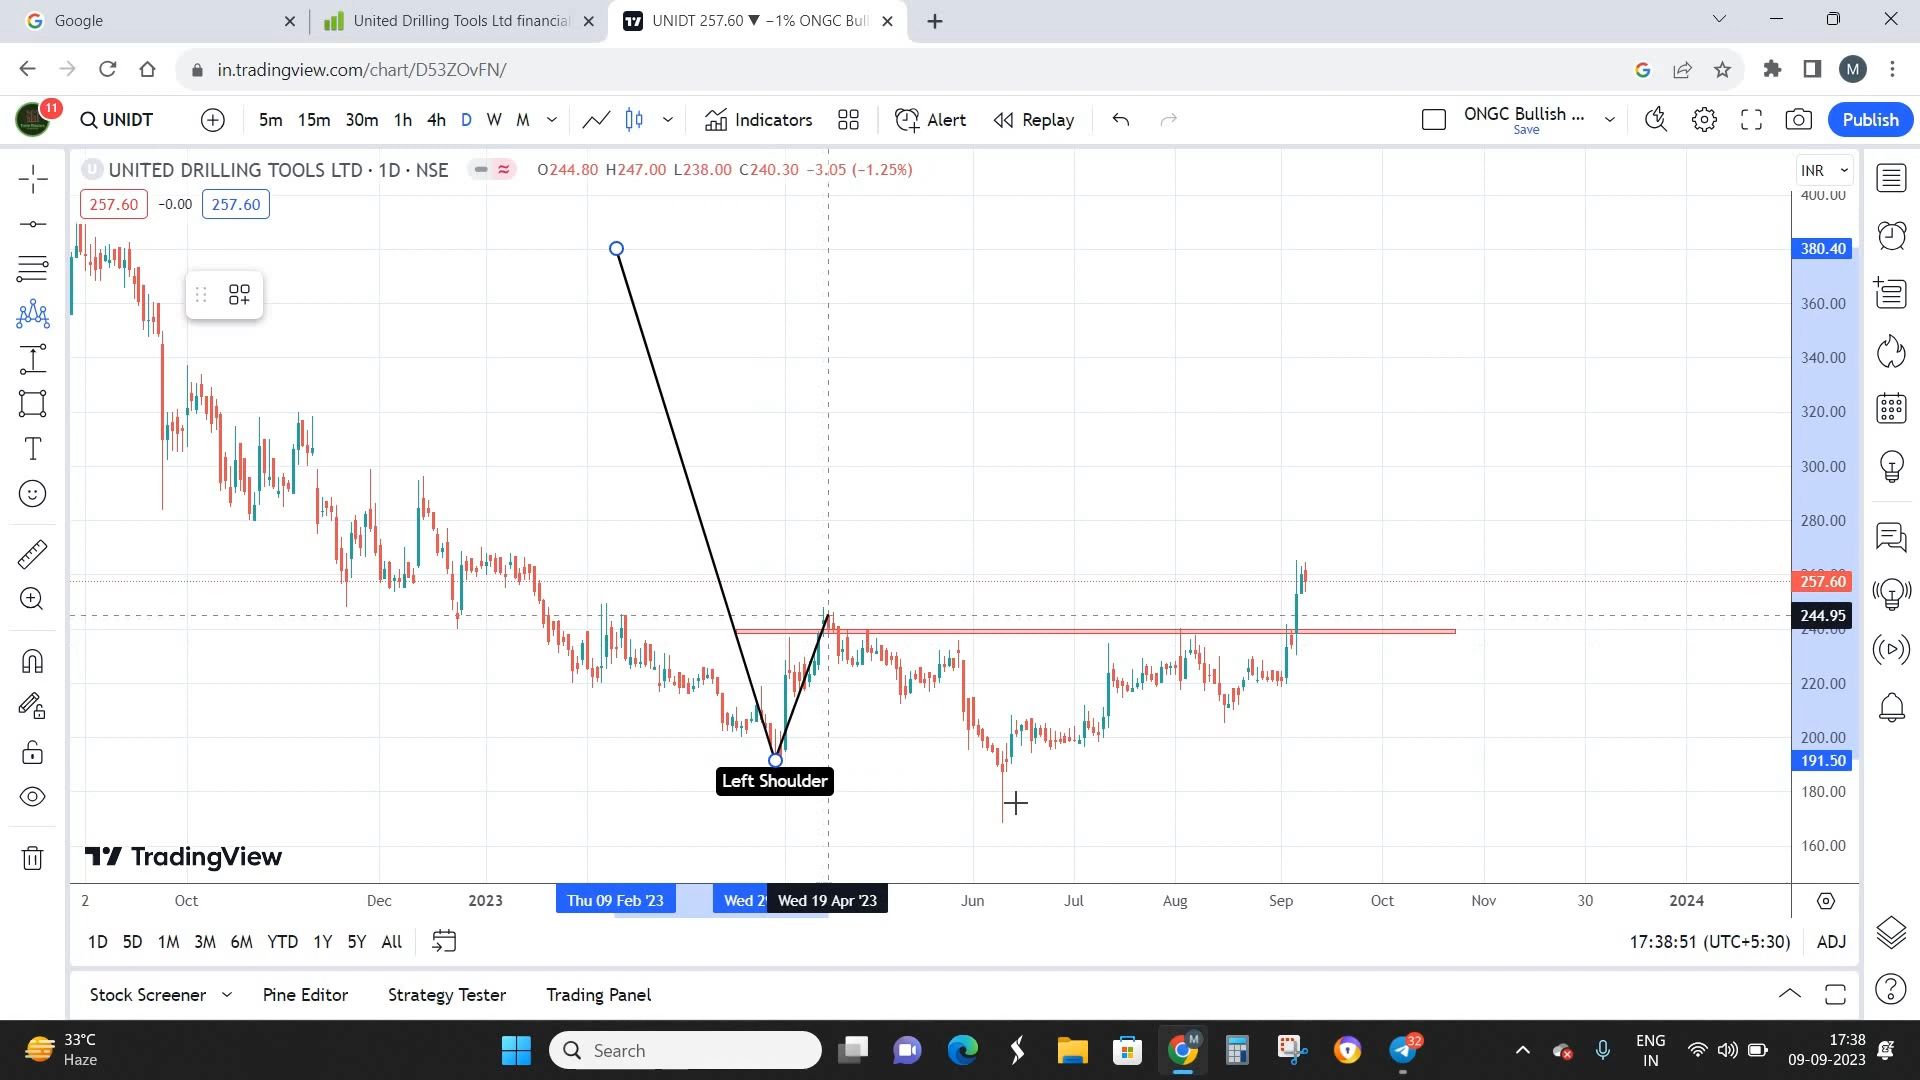 Google
United Drilling Tools Ltd financial
UNIDT 257.60 ▼ −1% ONGC Bull
in.tradingview.com/chart/D53ZOvFN/
M
11
UNIDT
5m 15m 30m 1h 4h D W M
Indicators
Alert
Replay
ONGC Bullish ...
Save
Publish
U UNITED DRILLING TOOLS LTD · 1D · NSE
O244.80 H247.00 L238.00 C240.30 −3.05 (−1.25%)
INR
257.60 -0.00 257.60
400.00
380.40
360.00
340.00
320.00
300.00
280.00
257.60
244.95
240.00
220.00
200.00
191.50
180.00
160.00
Left Shoulder
TradingView
2 Oct Dec 2023 Thu 09 Feb '23 Wed 2 Wed 19 Apr '23 Jun Jul Aug Sep Oct Nov 30 2024
1D 5D 1M 3M 6M YTD 1Y 5Y All
17:38:51 (UTC+5:30) ADJ
Stock Screener Pine Editor Strategy Tester Trading Panel
33°C
Haze
Search
M
32
ENG
IN
17:38
09-09-2023